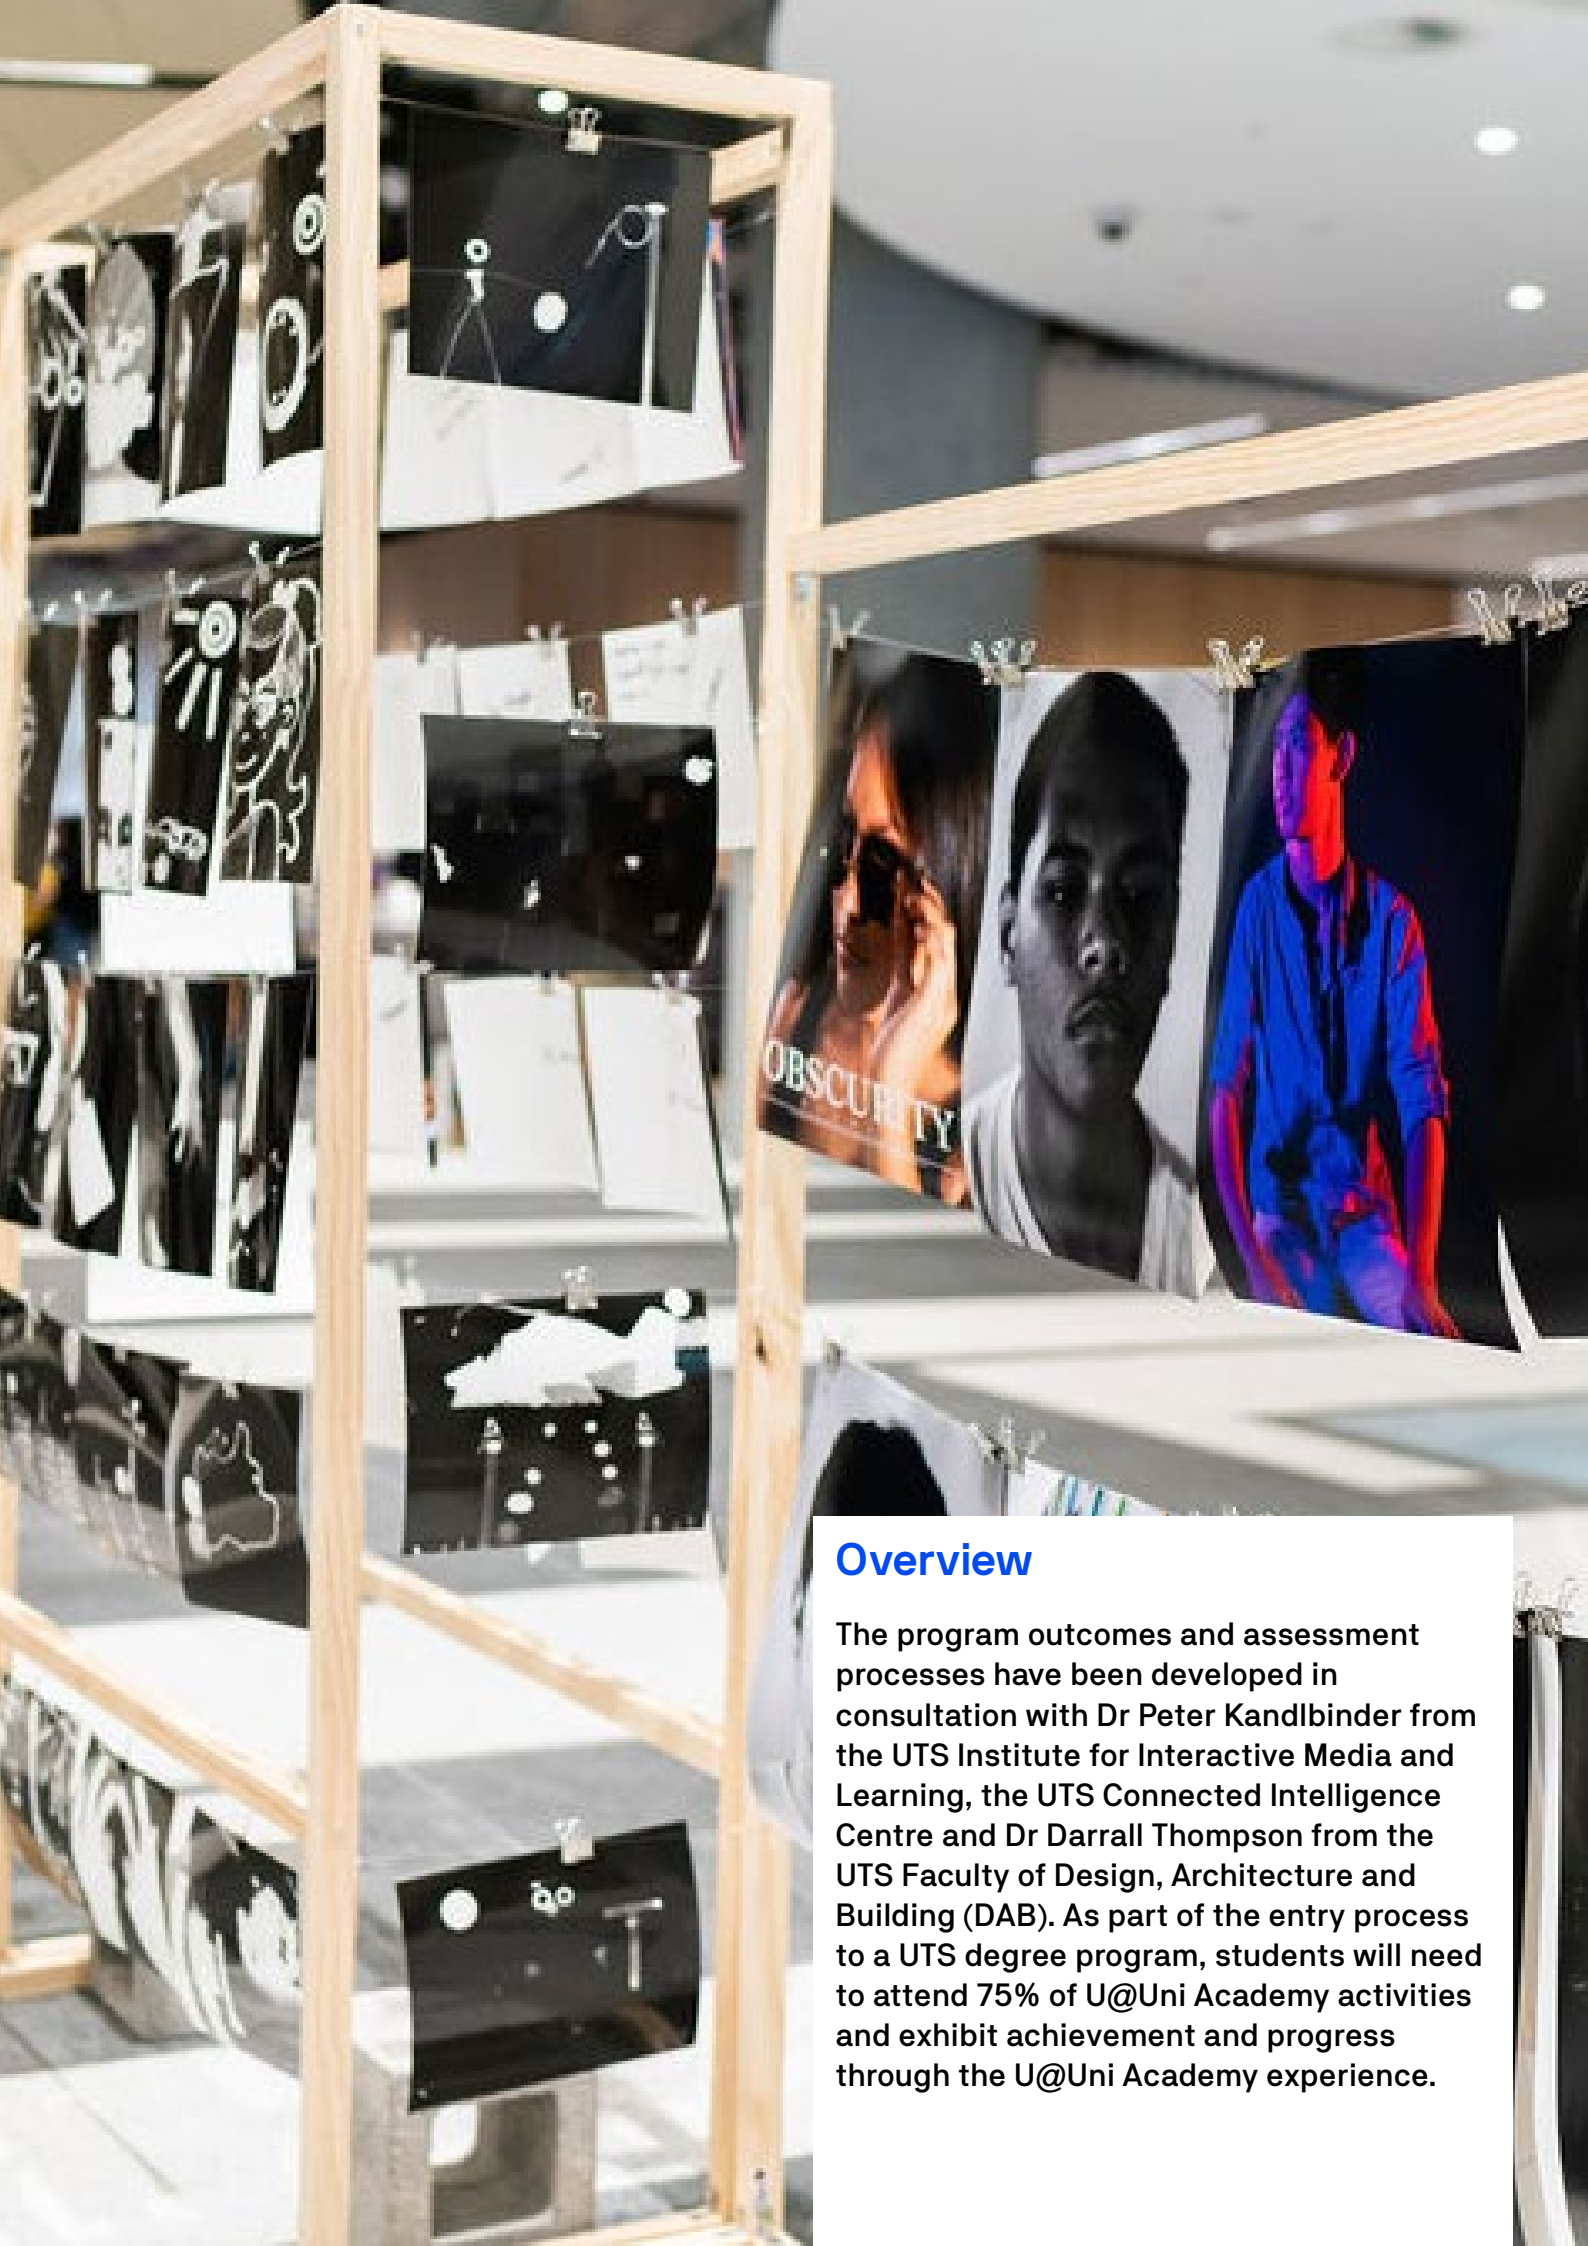 OBSCURITY
Overview
The program outcomes and assessment
processes have been developed in
consultation with Dr Peter Kandlbinder from
the UTS Institute for Interactive Media and
Learning, the UTS Connected Intelligence
Centre and Dr Darrall Thompson from the
UTS Faculty of Design, Architecture and
Building (DAB). As part of the entry process
to a UTS degree program, students will need
to attend 75% of U@Uni Academy activities
and exhibit achievement and progress
through the U@Uni Academy experience.